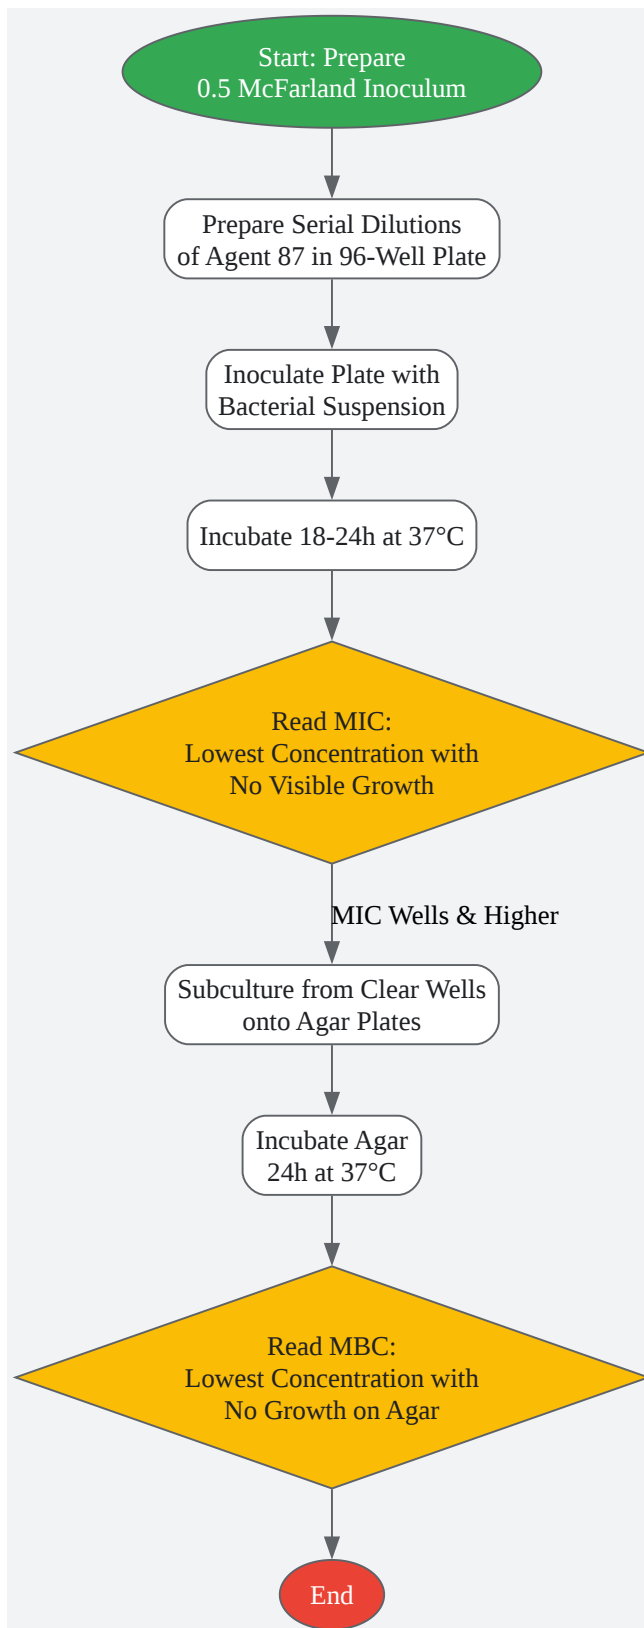 Start: Prepare
0.5 McFarland Inoculum
Prepare Serial Dilutions
of Agent 87 in 96-Well Plate
Inoculate Plate with
Bacterial Suspension
Incubate 18-24h at 37°C
Read MIC:
Lowest Concentration with
No Visible Growth
MIC Wells & Higher
Subculture from Clear Wells
onto Agar Plates
Incubate Agar
24h at 37°C
Read MBC:
Lowest Concentration with
No Growth on Agar
End